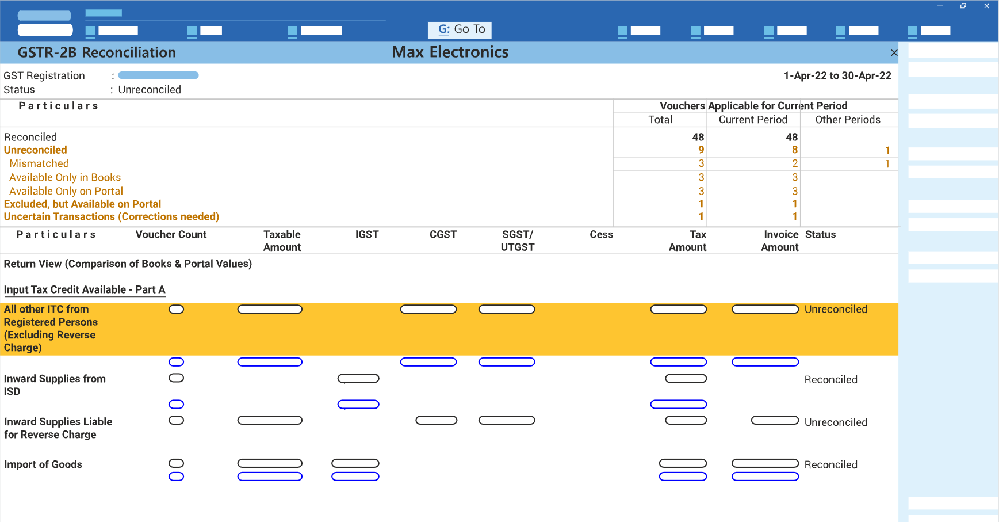 G: Go To
GSTR-2B Reconciliation Max Electronics
GST Registration :
1-Apr-22 to 30-Apr-22
Status : Unreconciled
Particulars Vouchers Applicable for Current Period
Total Current Period Other Periods
Reconciled 48 48
Unreconciled 9 8 1
Mismatched 3 2 1
Available Only in Books 3 3
Available Only on Portal 3 3
Excluded, but Available on Portal 1 1
Uncertain Transactions (Corrections needed) 1 1
Particulars Voucher Count Taxable IGST CGST SGST/ Cess Tax Invoice Status
Amount UTGST Amount Amount
Return View (Comparison of Books & Portal Values)
Input Tax Credit Available - Part A
All other ITC from Unreconciled
Registered Persons
(Excluding Reverse
Charge)
Inward Supplies from Reconciled
ISD
Inward Supplies Liable Unreconciled
for Reverse Charge
Import of Goods Reconciled